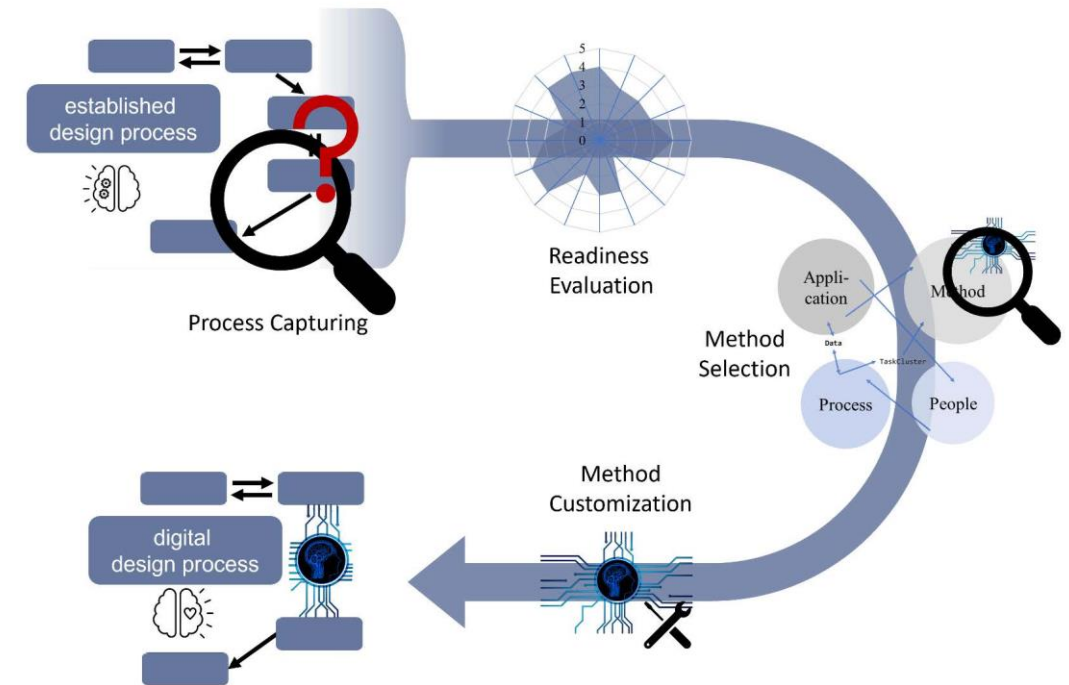 established
design process
Process Capturing
5
4
3
2
1
0
Readiness
Evaluation
Appli-
cation
Method
Data
TaskCluster
Process
People
Method
Selection
Method
Customization
digital
design process